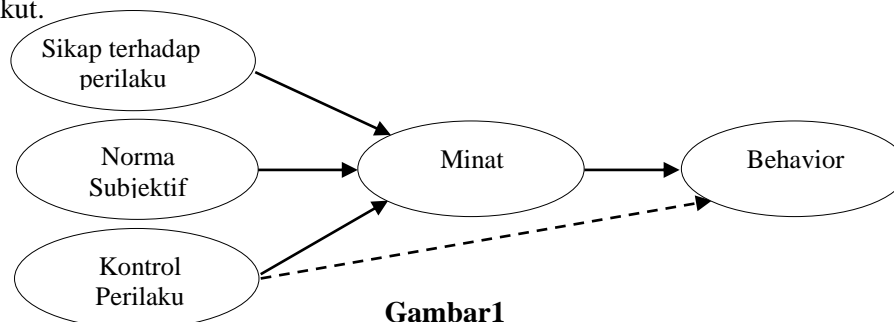 kut.
Sikap terhadap
perilaku
Norma
Subjektif
Kontrol
Perilaku
Minat
Behavior
Gambar1